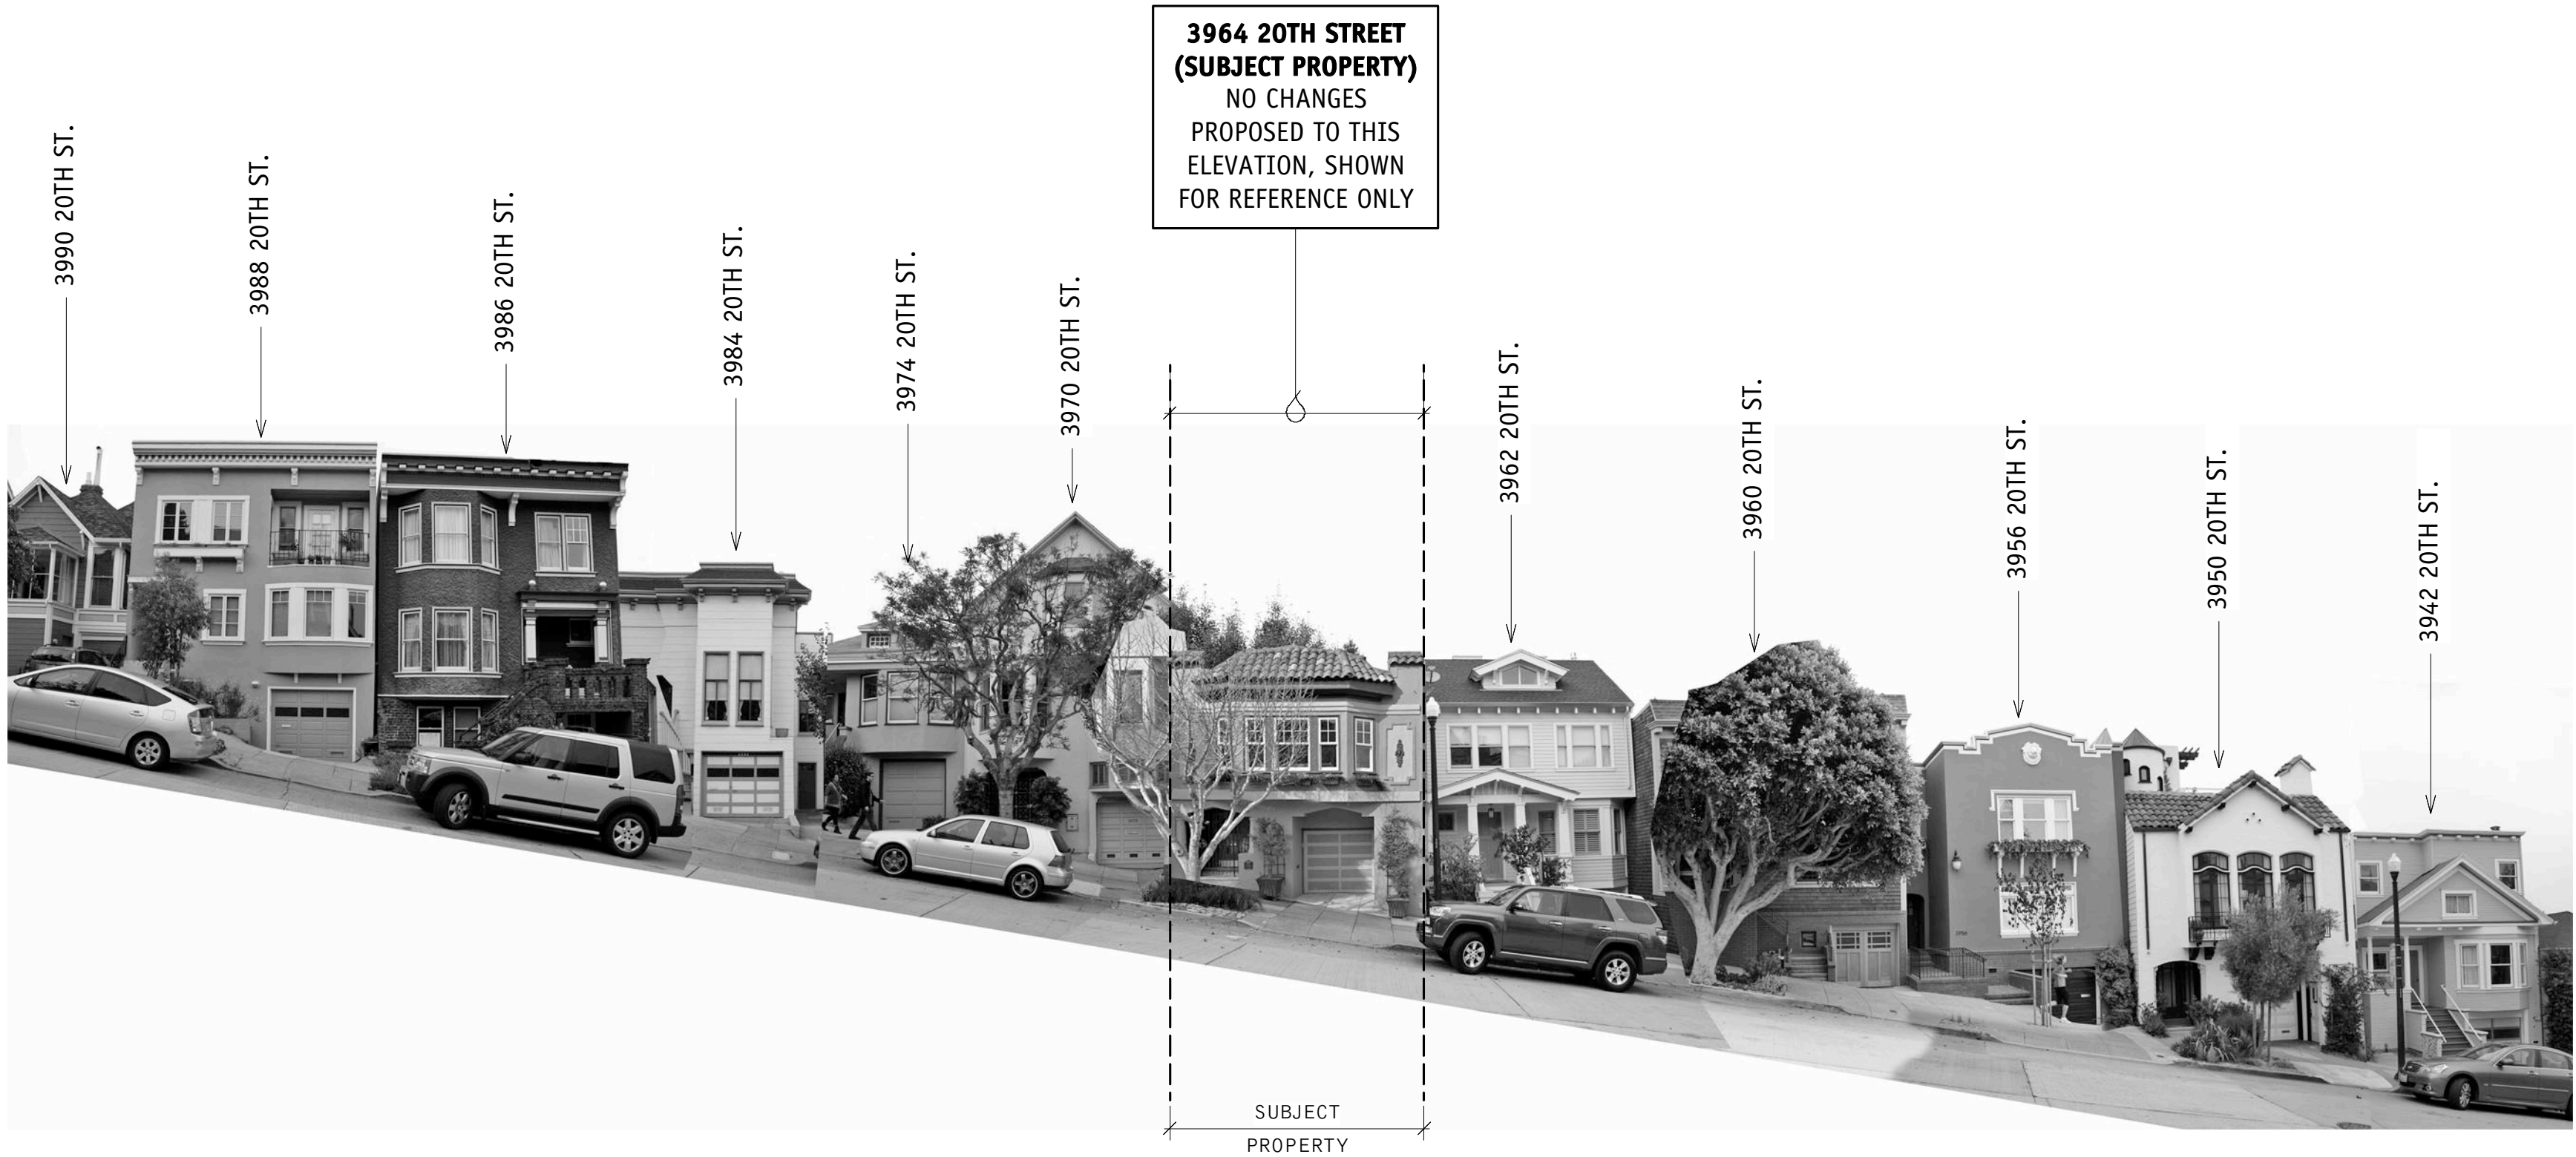 3964 20TH STREET
(SUBJECT PROPERTY)
NO CHANGES
PROPOSED TO THIS
ELEVATION, SHOWN
FOR REFERENCE ONLY
3990 20TH ST.
3988 20TH ST.
3986 20TH ST.
3984 20TH ST.
3974 20TH ST.
3970 20TH ST.
3962 20TH ST.
3960 20TH ST.
3956 20TH ST.
3950 20TH ST.
3942 20TH ST.
SUBJECT
PROPERTY